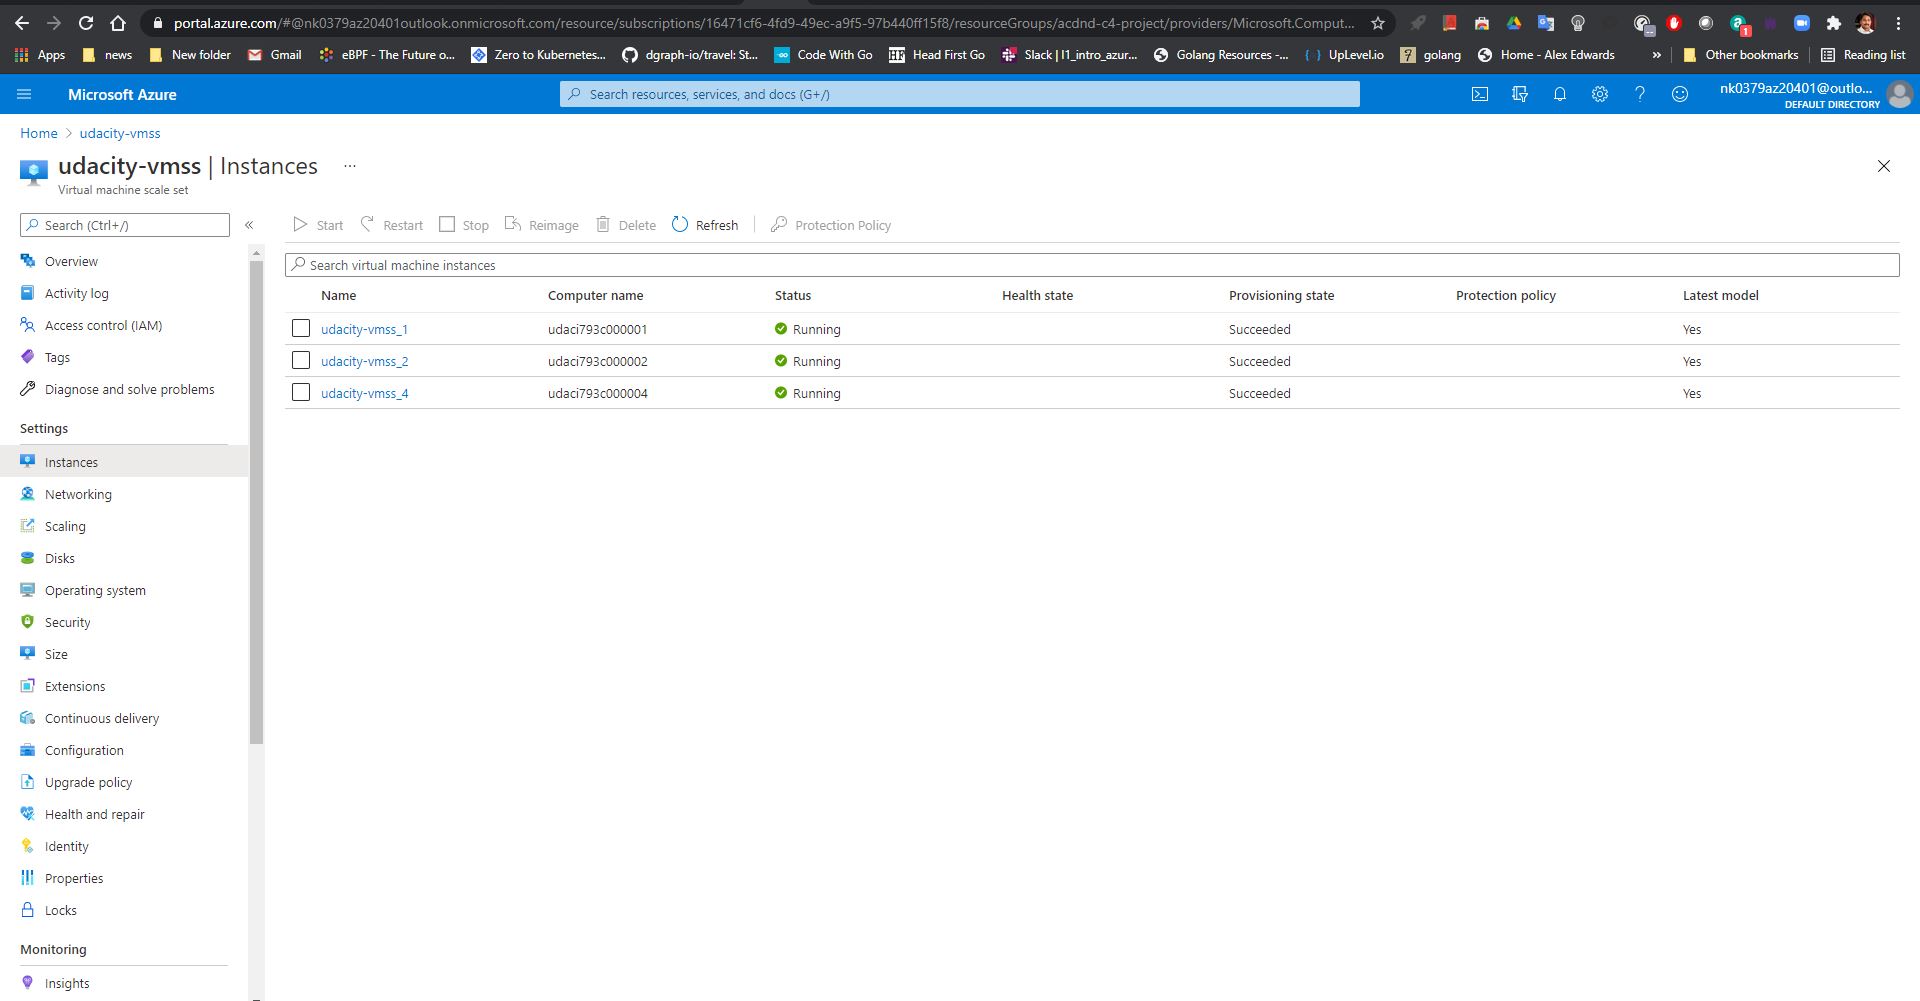 portal.azure.com/#@nk0379az20401outlook.onmicrosoft.com/resource/subscriptions/16471cf6-4fd9-49ec-a9f5-97b440ff15f8/resourceGroups/acdnd-c4-project/providers/Microsoft.Comput...
Apps news New folder Gmail eBPF - The Future o... Zero to Kubernetes... dgraph-io/travel: St... Code With Go Head First Go Slack | l1_intro_azur... Golang Resources -... UpLevel.io golang Home - Alex Edwards » Other bookmarks Reading list
Microsoft Azure
Search resources, services, and docs (G+/)
nk0379az20401@outlo...
DEFAULT DIRECTORY
Home > udacity-vmss
udacity-vmss | Instances ...
Virtual machine scale set
Search (Ctrl+/) «
Start Restart Stop Reimage Delete Refresh Protection Policy
Search virtual machine instances
Name Computer name Status Health state Provisioning state Protection policy Latest model
udacity-vmss_1 udaci793c000001 Running Succeeded Yes
udacity-vmss_2 udaci793c000002 Running Succeeded Yes
udacity-vmss_4 udaci793c000004 Running Succeeded Yes
Overview
Activity log
Access control (IAM)
Tags
Diagnose and solve problems
Settings
Instances
Networking
Scaling
Disks
Operating system
Security
Size
Extensions
Continuous delivery
Configuration
Upgrade policy
Health and repair
Identity
Properties
Locks
Monitoring
Insights